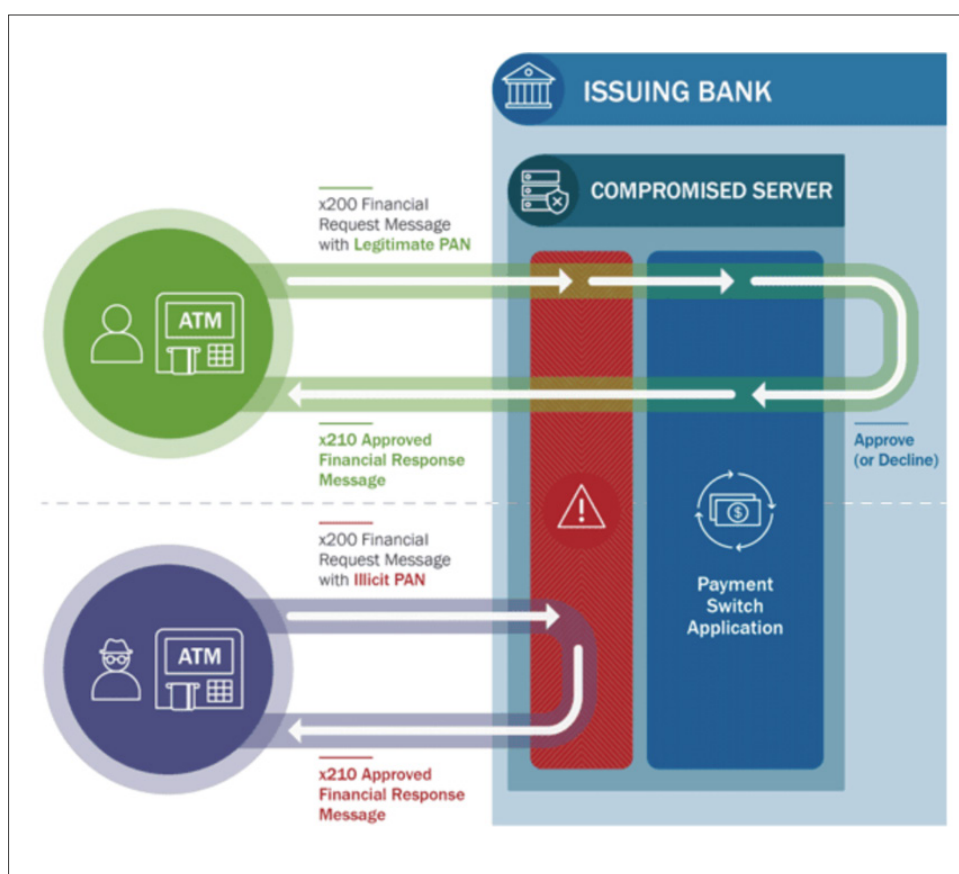 ISSUING BANK
COMPROMISED SERVER
x200 Financial
Request Message
with Legitimate PAN
ATM
x210 Approved
Financial Response
Message
Approve
(or Decline)
x200 Financial
Request Message
with Illicit PAN
$
Payment
Switch
Application
ATM
x210 Approved
Financial Response
Message